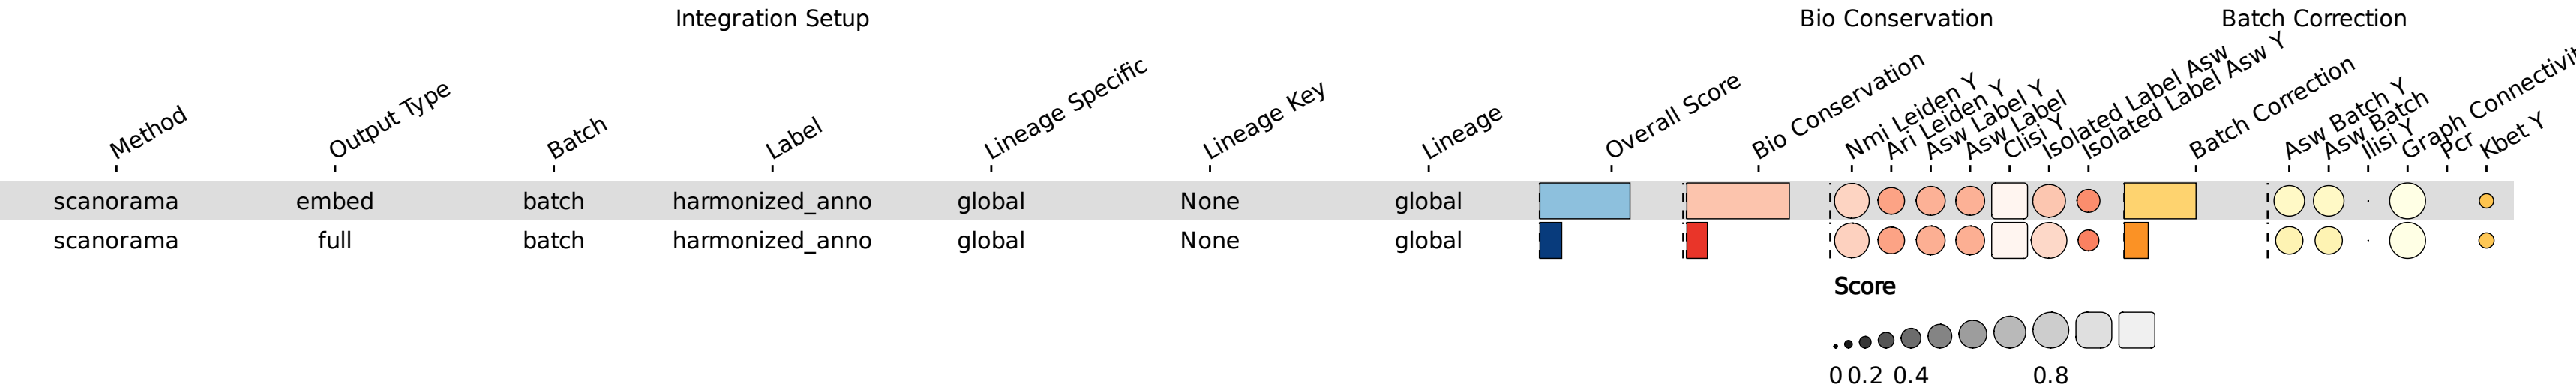 Integration Setup Bio Conservation Batch Correction
Method Output Type Batch Label Lineage Specific Lineage Key Lineage Overall Score Bio Conservation Nmi Leiden Y Ari Leiden Y Asw Label Y Asw Label Clisi Y Isolated Label Asw Isolated Label Asw Y Batch Correction Asw Batch Y Asw Batch Ilisi Y Graph Connectivit Pcr Kbet Y
scanorama embed batch harmonized_anno global None global
scanorama full batch harmonized_anno global None global
Score
0 0.2 0.4 0.8